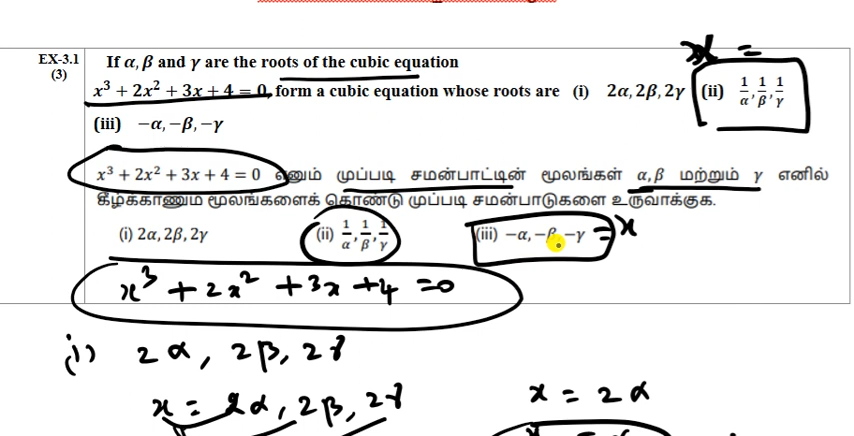 EX-3.1 If α, β and γ are the roots of the cubic equation
(3) x³ + 2x² + 3x + 4 = 0, form a cubic equation whose roots are (i) 2α, 2β, 2γ (ii) 1/α, 1/β, 1/γ
(iii) −α, −β, −γ
x =
x³ + 2x² + 3x + 4 = 0 எனும் முப்படி சமன்பாட்டின் மூலங்கள் α, β மற்றும் γ எனில்
கீழ்க்காணும் மூலங்களைக் கொண்டு முப்படி சமன்பாடுகளை உருவாக்குக.
(i) 2α, 2β, 2γ (ii) 1/α, 1/β, 1/γ (iii) −α, −β, −γ = x
x³ + 2x² + 3x + 4 = 0
(i) 2α, 2β, 2γ
x = 2α, 2β, 2γ x = 2α